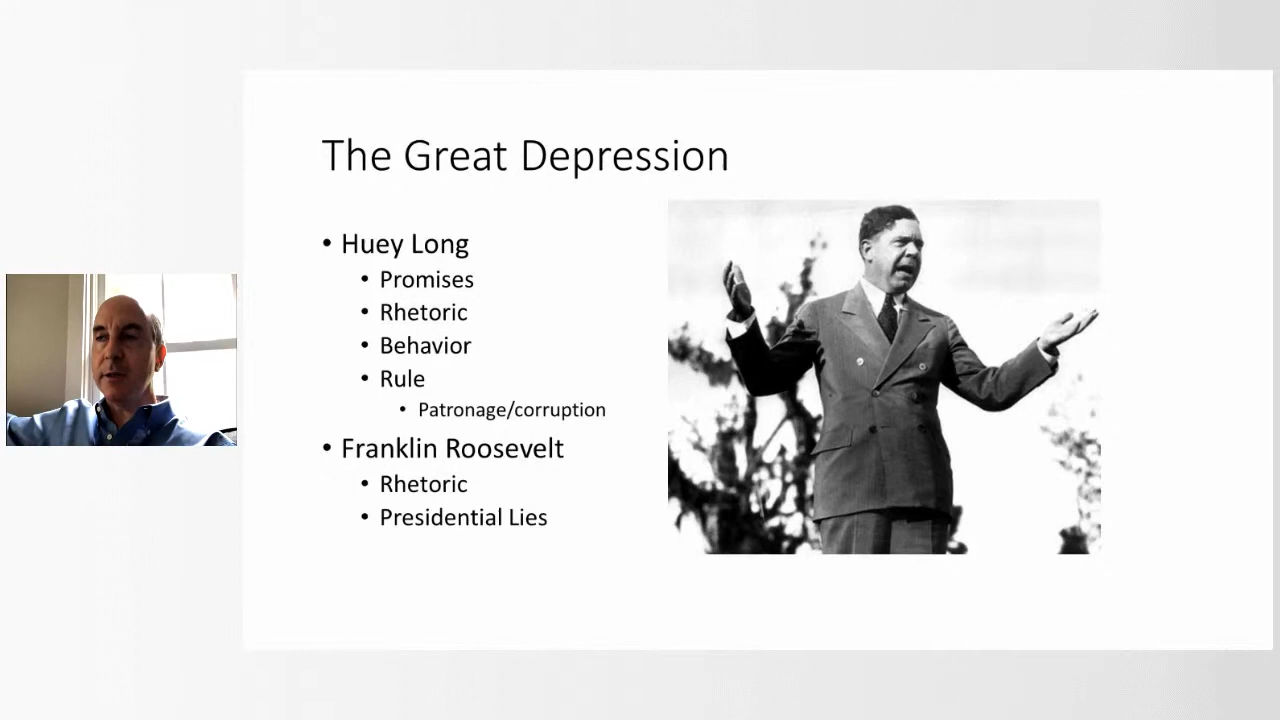 The Great Depression
• Huey Long
• Promises
• Rhetoric
• Behavior
• Rule
• Patronage/corruption
• Franklin Roosevelt
• Rhetoric
• Presidential Lies